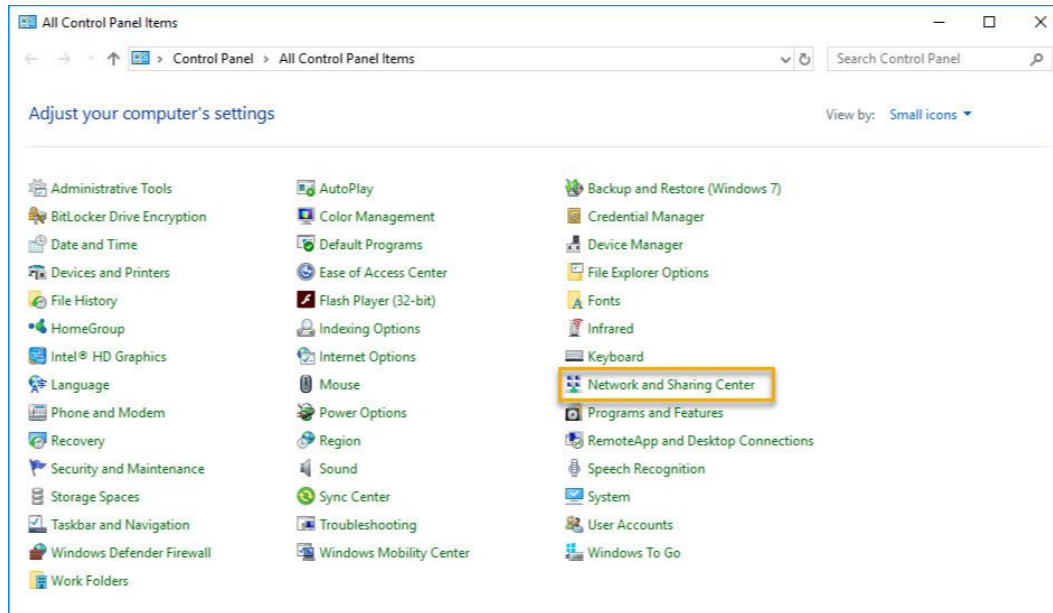 All Control Panel Items
Control Panel > All Control Panel Items
Search Control Panel
Adjust your computer's settings
View by: Small icons
Administrative Tools
AutoPlay
Backup and Restore (Windows 7)
BitLocker Drive Encryption
Color Management
Credential Manager
Date and Time
Default Programs
Device Manager
Devices and Printers
Ease of Access Center
File Explorer Options
File History
Flash Player (32-bit)
Fonts
HomeGroup
Indexing Options
Infrared
Intel® HD Graphics
Internet Options
Keyboard
Language
Mouse
Network and Sharing Center
Phone and Modem
Power Options
Programs and Features
Recovery
Region
RemoteApp and Desktop Connections
Security and Maintenance
Sound
Speech Recognition
Storage Spaces
Sync Center
System
Taskbar and Navigation
Troubleshooting
User Accounts
Windows Defender Firewall
Windows Mobility Center
Windows To Go
Work Folders